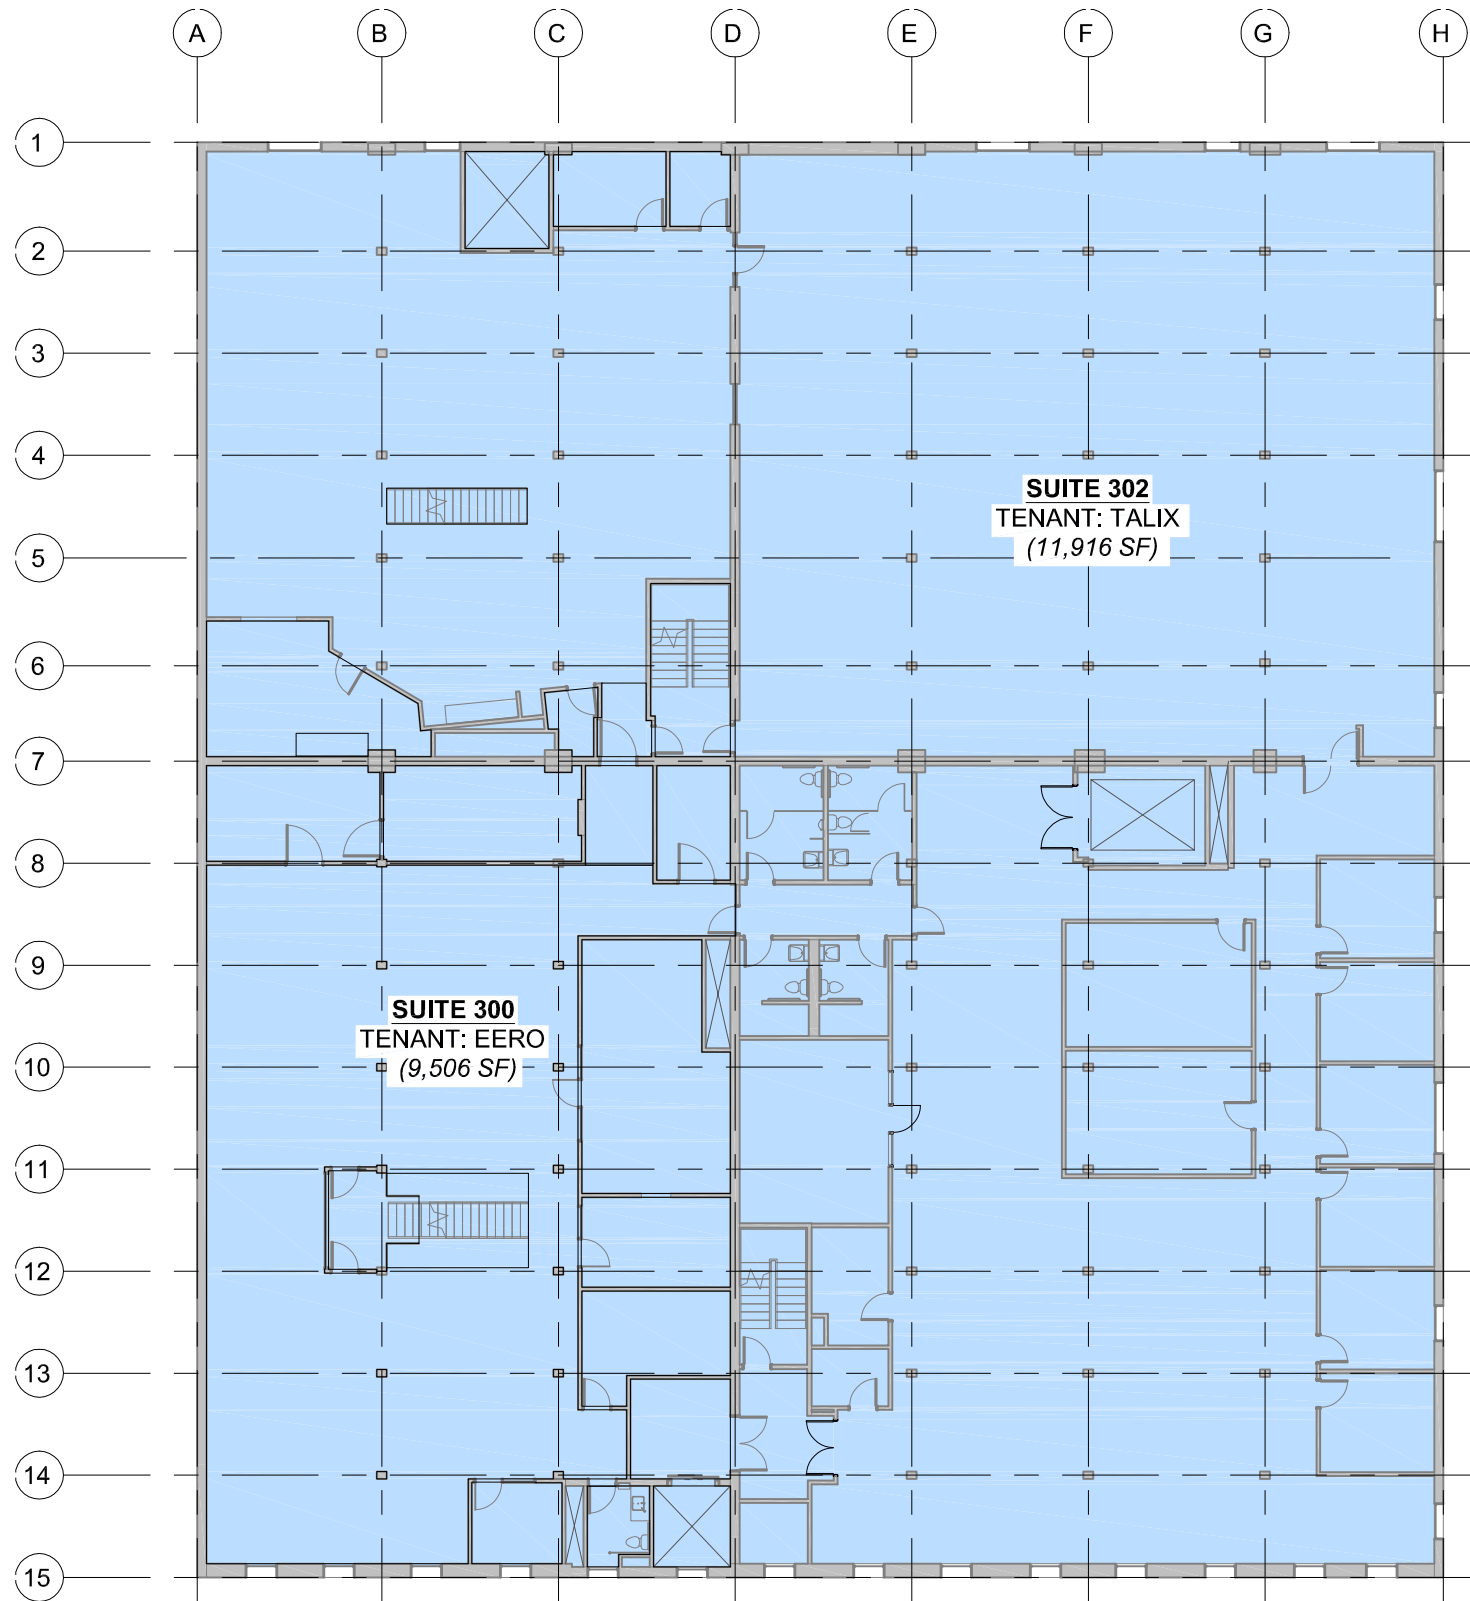 A B C D E F G H
1
2
3
4
SUITE 302
TENANT: TALIX
(11,916 SF)
5
6
7
8
9
SUITE 300
TENANT: EERO
(9,506 SF)
10
11
12
13
14
15